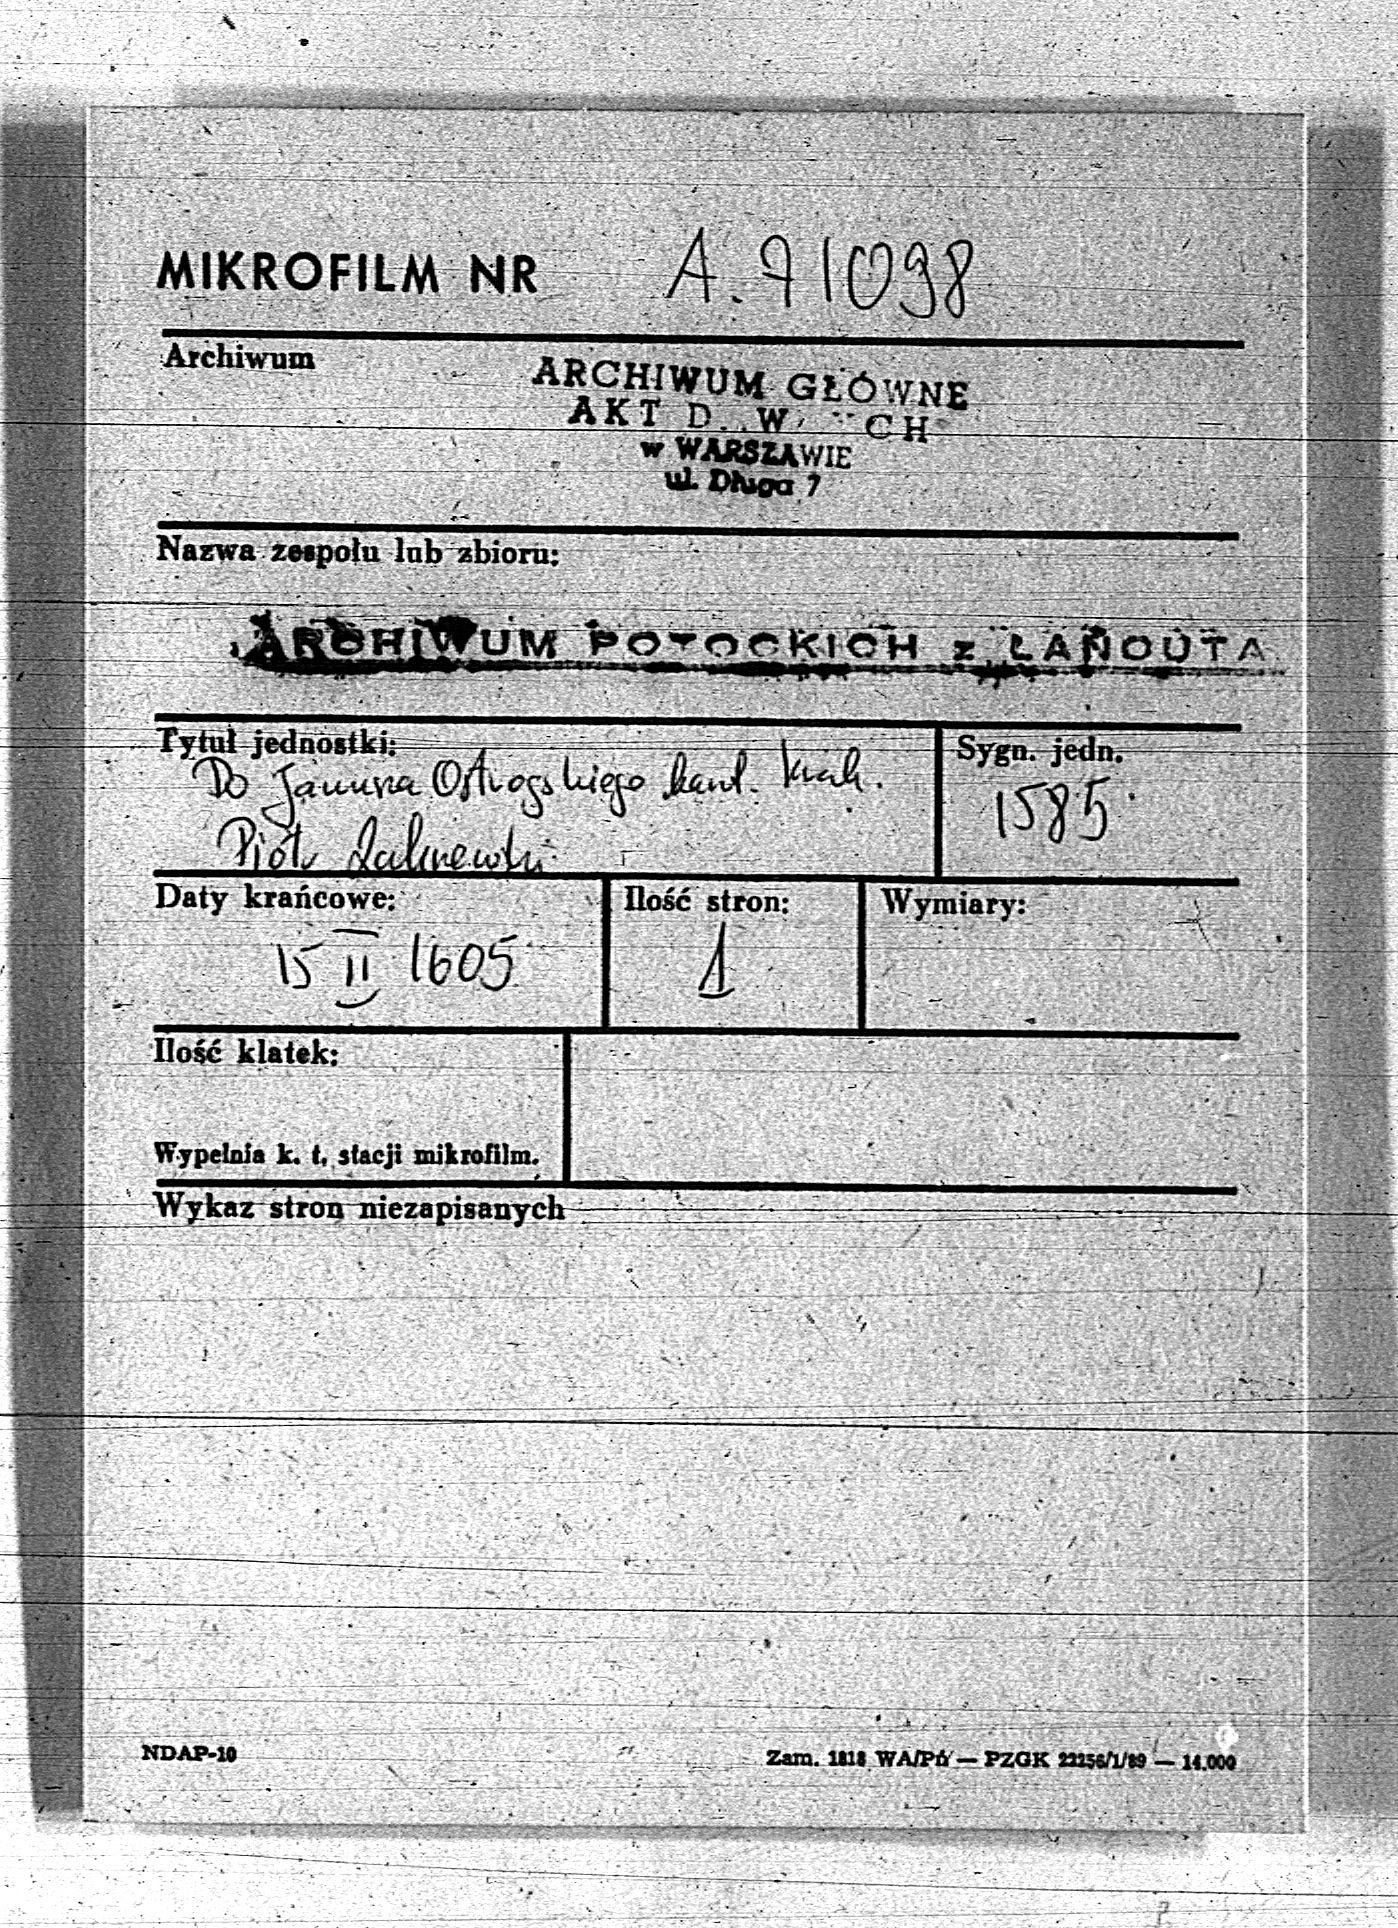 MIKROFILM NR A. 71098
Archiwum
ARCHIWUM GŁÓWNE
AKT D W CH
w WARSZAWIE
ul. Długa 7
Nazwa zespołu lub zbioru:
ARCHIWUM POTOCKICH z ŁAŃCUTA
Tytuł jednostki:
Sygn. jedn.
Do Janusza Ostrogskiego kaszt. krak.
1585
Piotr
Daty krańcowe:
Ilość stron:
Wymiary:
15 II 1605
1
Ilość klatek:
Wypełnia k. t. stacji mikrofilm.
Wykaz stron niezapisanych
NDAP-10
Zam. 1818 WA/Pó — PZGK 22256/1/89 — 14.000